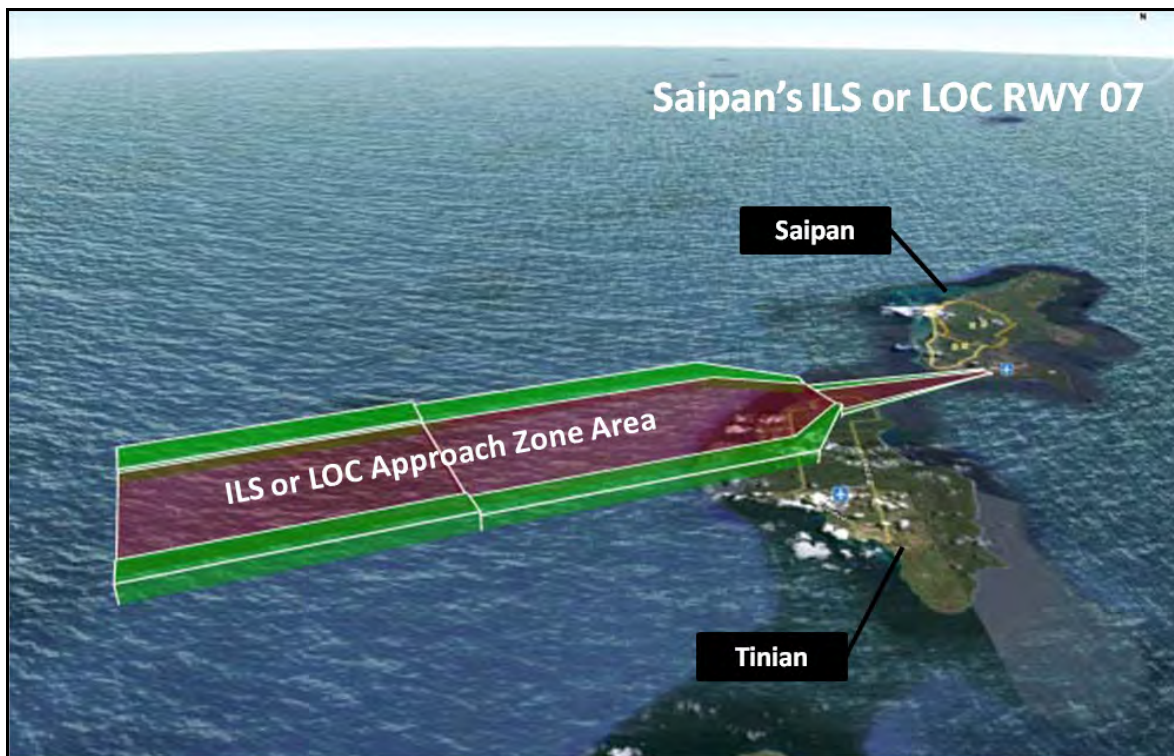 N
Saipan's ILS or LOC RWY 07
Saipan
ILS or LOC Approach Zone Area
Tinian